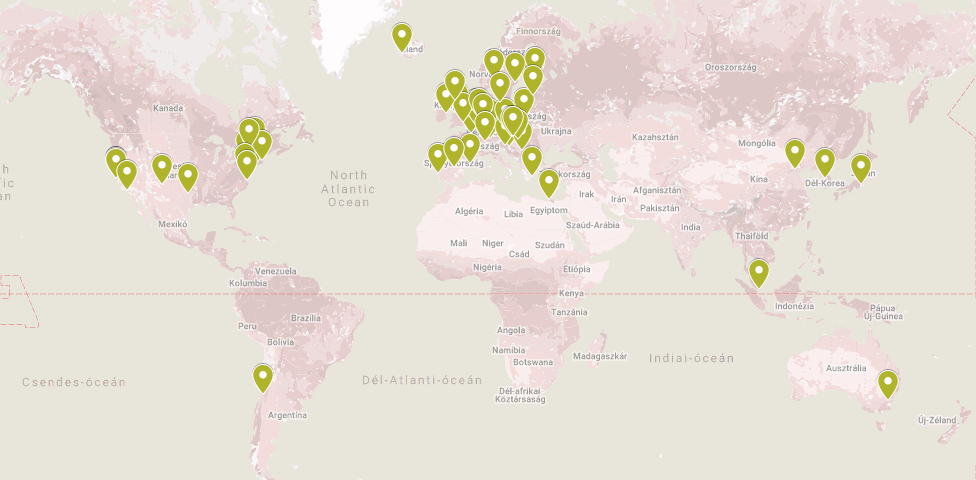 Finnország
Oroszország
Kanada
Ukrajna
Kazahsztán
Mongólia
North
Atlantic
Ocean
Kína
Dél-Korea
Afganisztán
Irak
Irán
Pakisztán
Mexikó
Algéria
Líbia
Egyiptom
Szaúd-Arábia
India
Mali
Niger
Szudán
Csád
Thaiföld
Nigéria
Etiópia
Venezuela
Kolumbia
Kenya
Indonézia
Pápua
Új-Guinea
Tanzánia
Peru
Brazília
Angola
Bolívia
Namíbia
Botswana
Madagaszkár
Indiai-óceán
Ausztrália
Csendes-óceán
Dél-Atlanti-óceán
Dél-afrikai
Köztársaság
Argentína
Új-Zéland